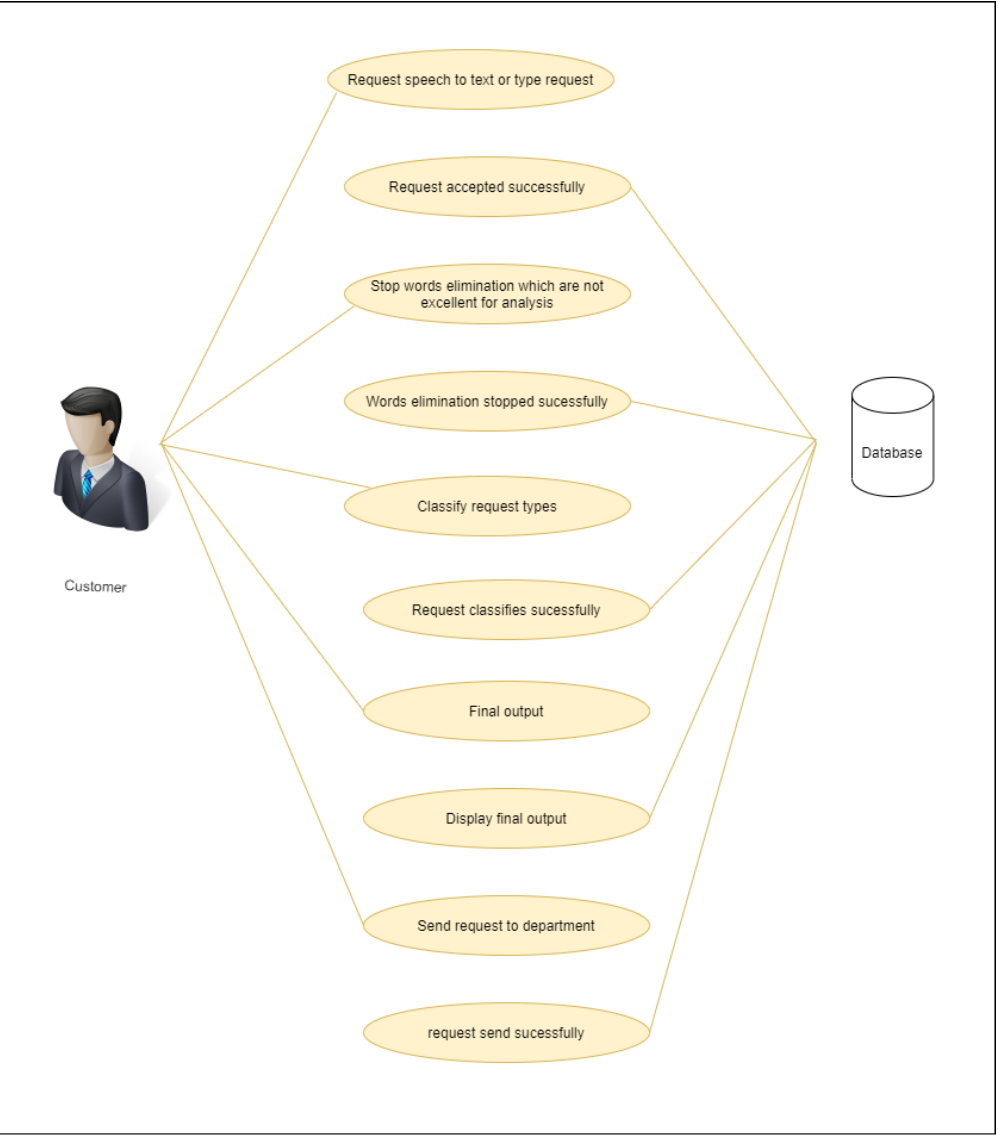 Request speech to text or type request
Request accepted successfully
Stop words elimination which are not
excellent for analysis
Words elimination stopped sucessfully
Database
Classify request types
Customer
Request classifies sucessfully
Final output
Display final output
Send request to department
request send sucessfully